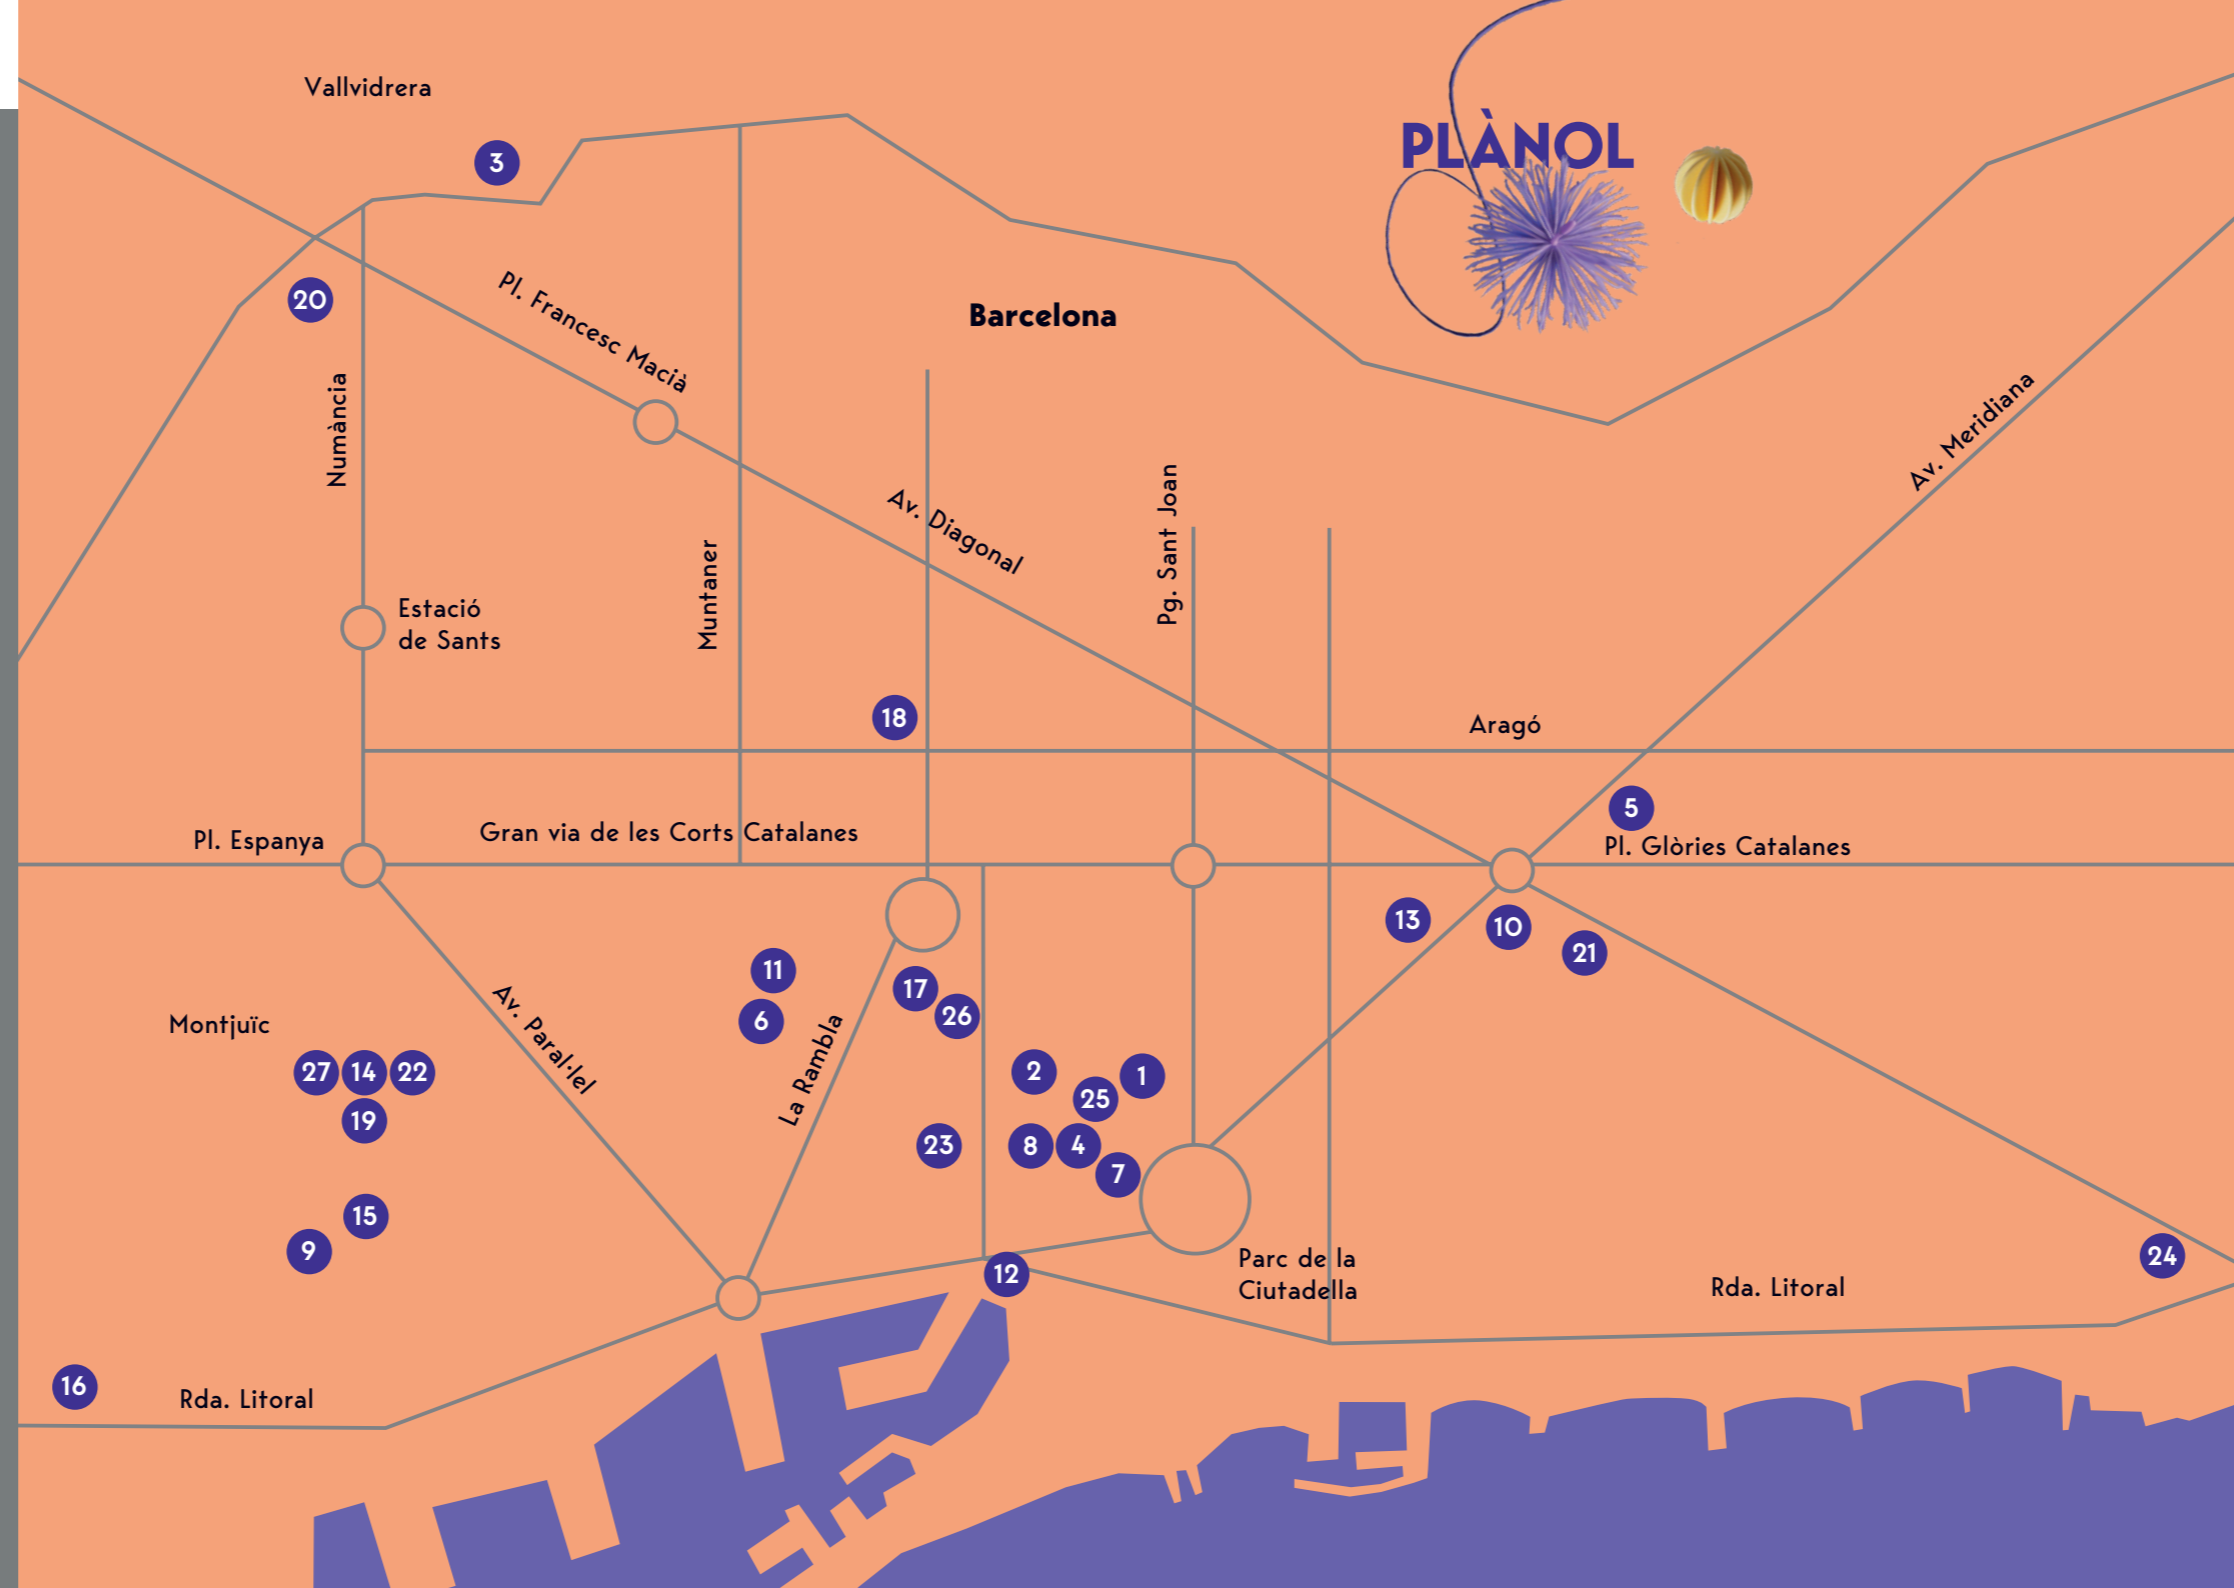 Vallvidrera
PLÀNOL
3
20
Pl. Francesc Macià
Barcelona
Numància
Av. Meridiana
Av. Diagonal
Pg. Sant Joan
Muntaner
Estació
de Sants
18
Aragó
5
Pl. Espanya
Gran via de les Corts Catalanes
Pl. Glòries Catalanes
13
10
21
11
17
6
26
Av. Paral·lel
La Rambla
Montjuïc
27 14 22
19
2
25
1
23
8
4
7
15
9
12
Parc de la
Ciutadella
24
Rda. Litoral
16
Rda. Litoral